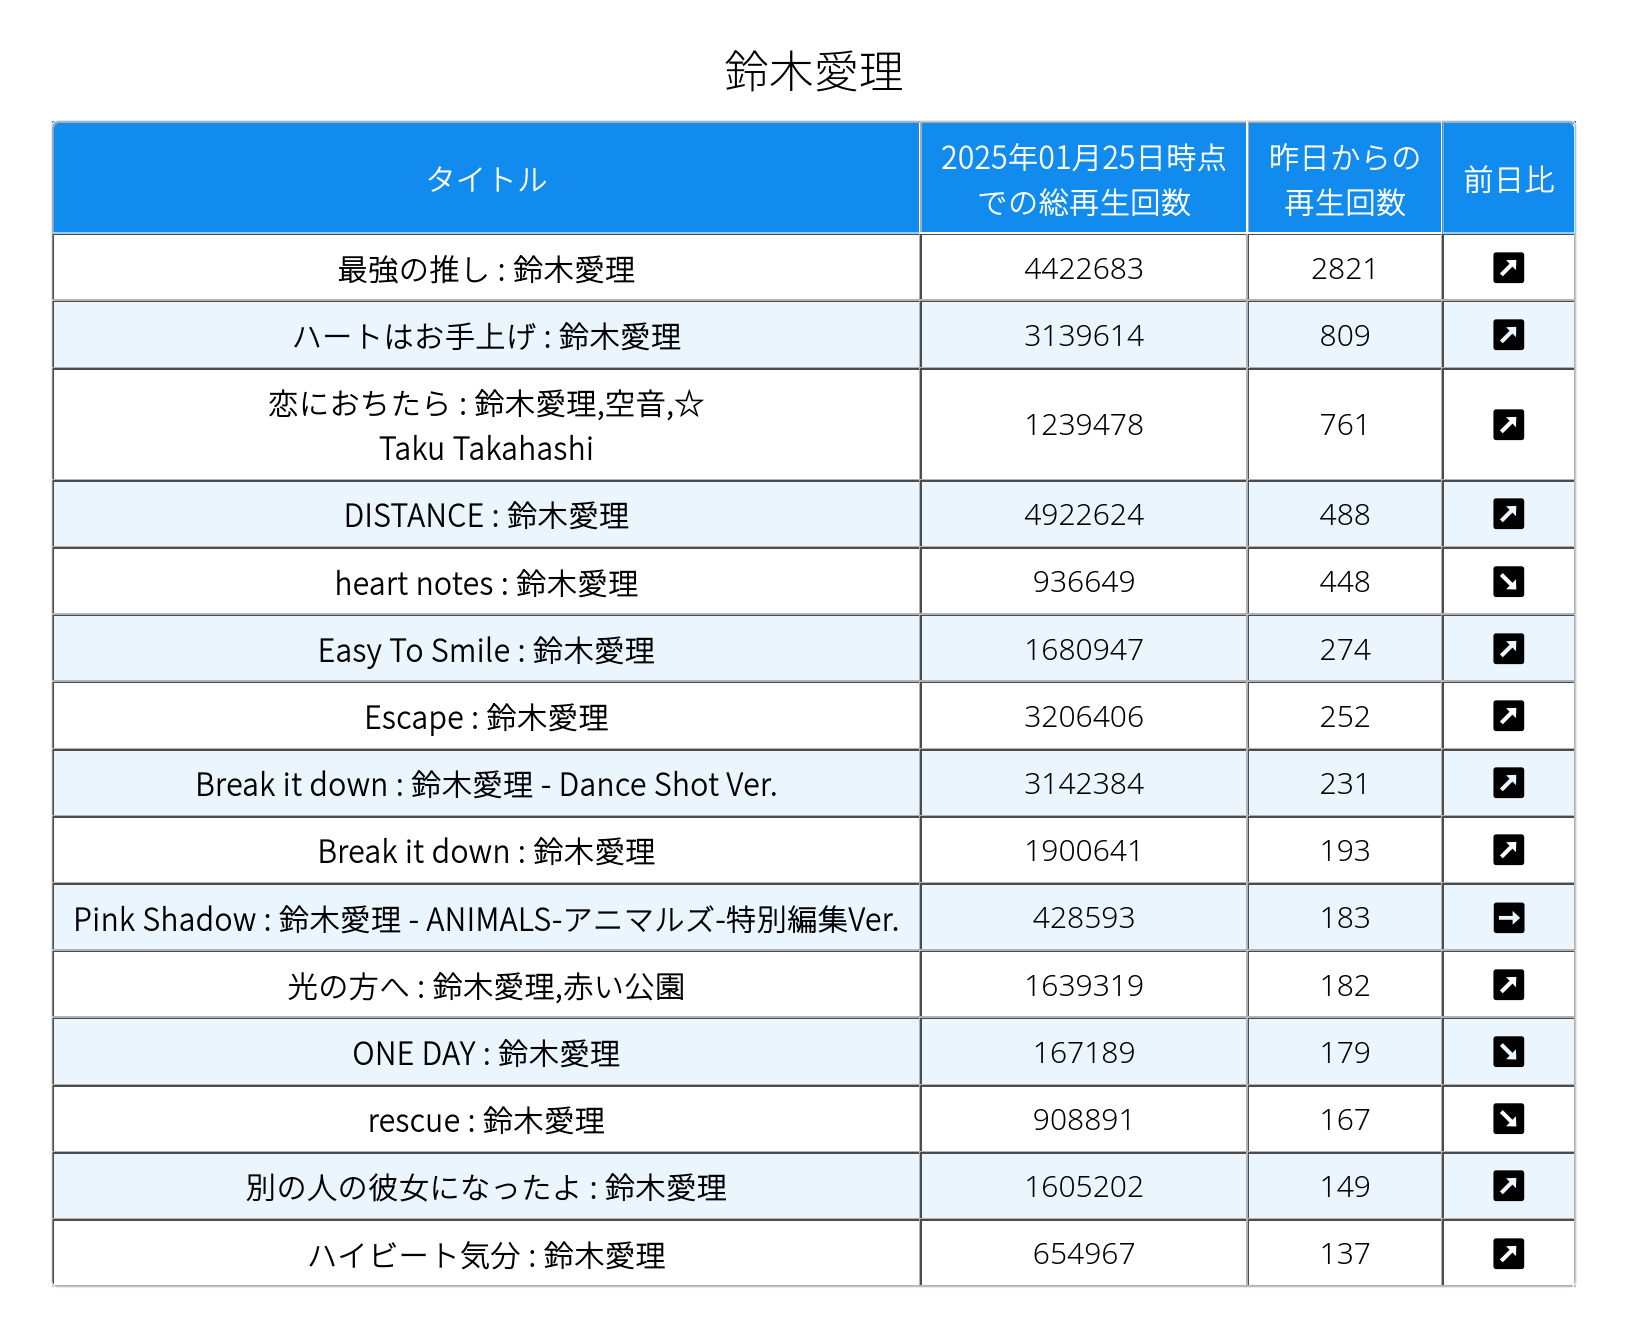 鈴木愛理
タイトル
2025年01月25日時点
での総再生回数
昨日からの
再生回数
前日比
最強の推し : 鈴木愛理 4422683 2821 ↗
ハートはお手上げ : 鈴木愛理 3139614 809 ↗
恋におちたら : 鈴木愛理,空音,☆
Taku Takahashi 1239478 761 ↗
DISTANCE : 鈴木愛理 4922624 488 ↗
heart notes : 鈴木愛理 936649 448 ↘
Easy To Smile : 鈴木愛理 1680947 274 ↗
Escape : 鈴木愛理 3206406 252 ↗
Break it down : 鈴木愛理 - Dance Shot Ver. 3142384 231 ↗
Break it down : 鈴木愛理 1900641 193 ↗
Pink Shadow : 鈴木愛理 - ANIMALS-アニマルズ-特別編集Ver. 428593 183 →
光の方へ : 鈴木愛理,赤い公園 1639319 182 ↗
ONE DAY : 鈴木愛理 167189 179 ↘
rescue : 鈴木愛理 908891 167 ↘
別の人の彼女になったよ : 鈴木愛理 1605202 149 ↗
ハイビート気分 : 鈴木愛理 654967 137 ↗